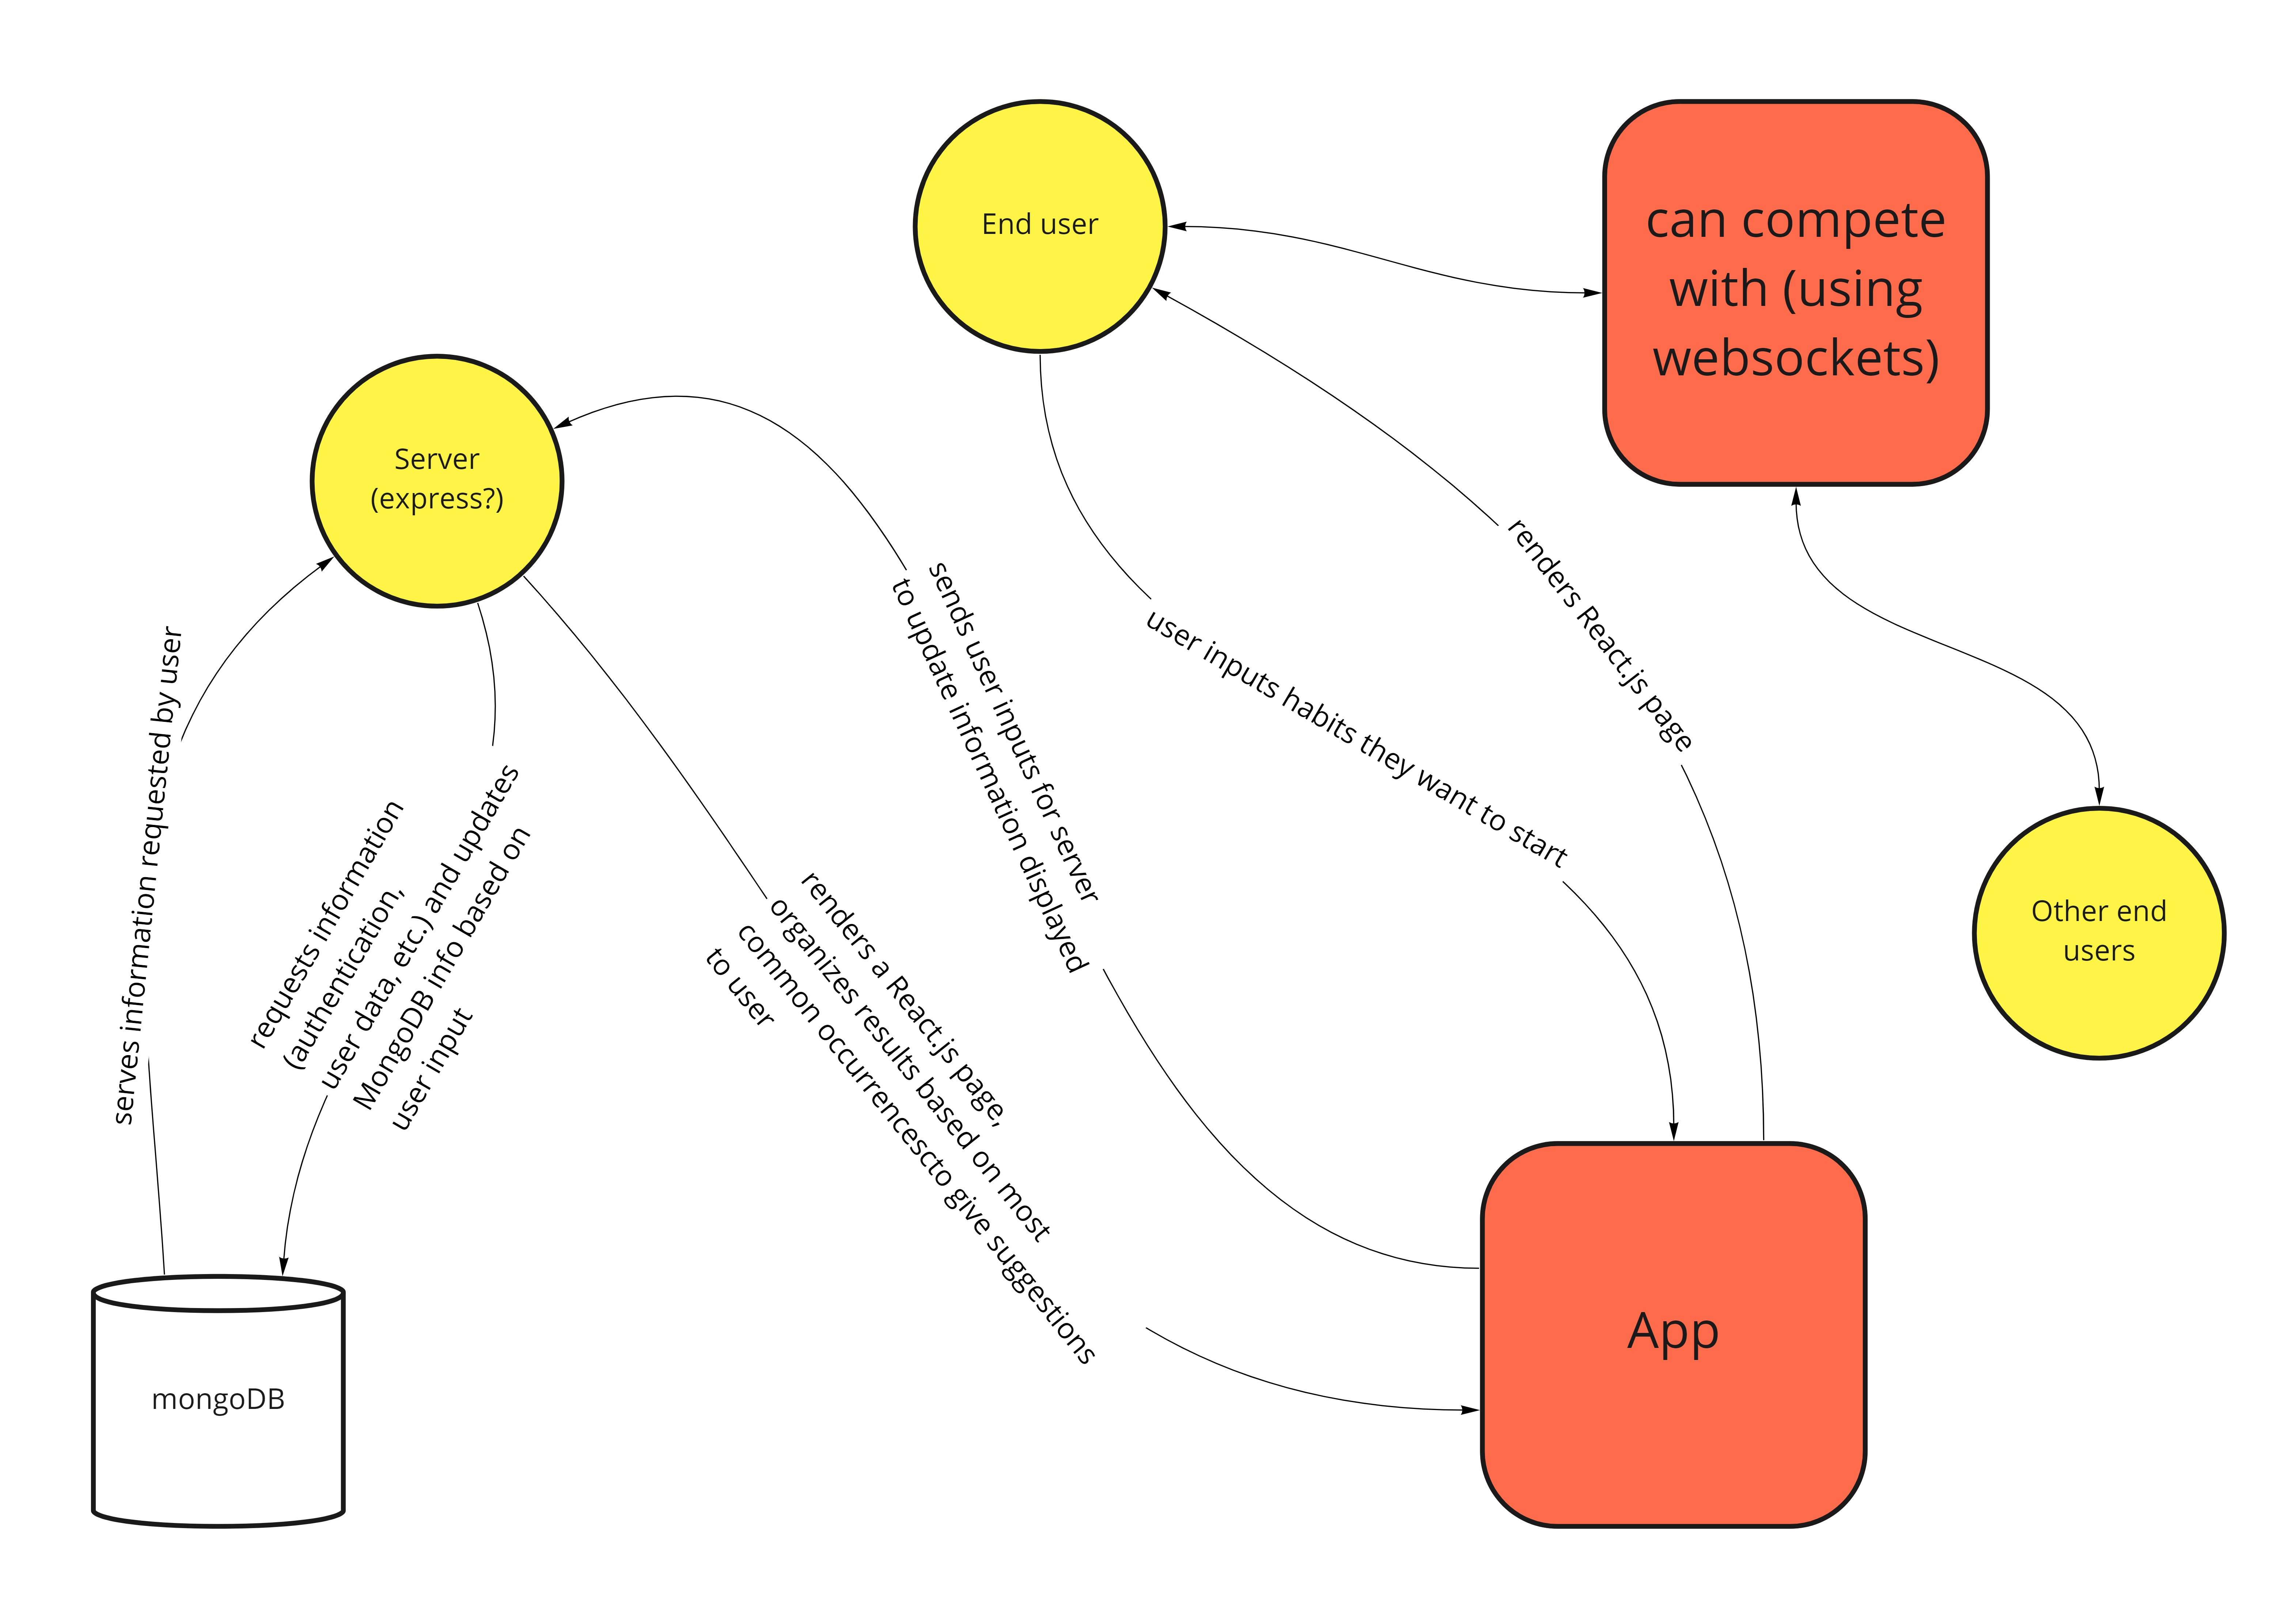 End user
can compete
with (using
websockets)
Server
(express?)
sends user inputs for server
to update information displayed
renders React.js page
user inputs habits they want to start
serves information requested by user
requests information
(authentication,
user data, etc.) and updates
MongoDB info based on
user input
renders a React.js page,
organizes results based on most
common occurrencescto give suggestions
to user
Other end
users
App
mongoDB